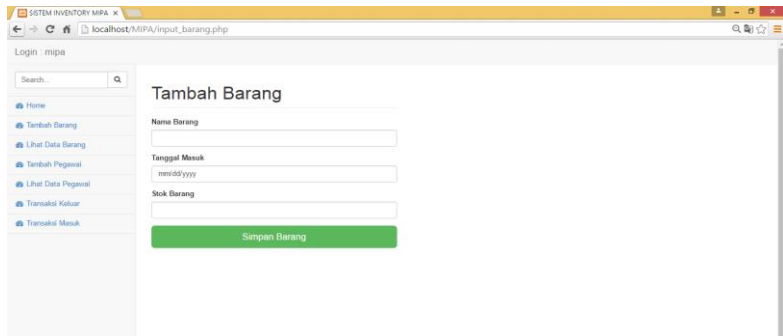 SISTEM INVENTORY MIPA
localhost/MIPA/input_barang.php
Login mipa
Search...
Home
Tambah Barang
Lihat Data Barang
Tambah Pegawai
Lihat Data Pegawai
Transaksi Keluar
Transaksi Masuk
Tambah Barang
Nama Barang
Tanggal Masuk
mm/dd/yyyy
Stok Barang
Simpan Barang